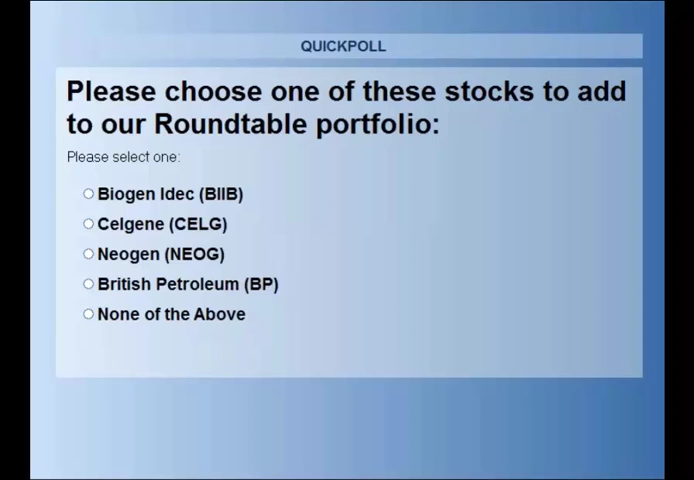 QUICKPOLL
Please choose one of these stocks to add
to our Roundtable portfolio:
Please select one:
Biogen Idec (BIIB)
Celgene (CELG)
Neogen (NEOG)
British Petroleum (BP)
None of the Above